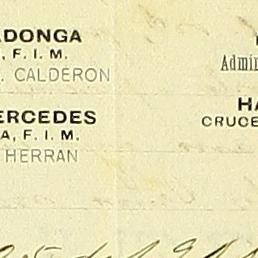 ADONGA
, F. I. M.
. CALDERON
Admin
ERCEDES
HA
A, F. I. M.
CRUCE
HERRAN